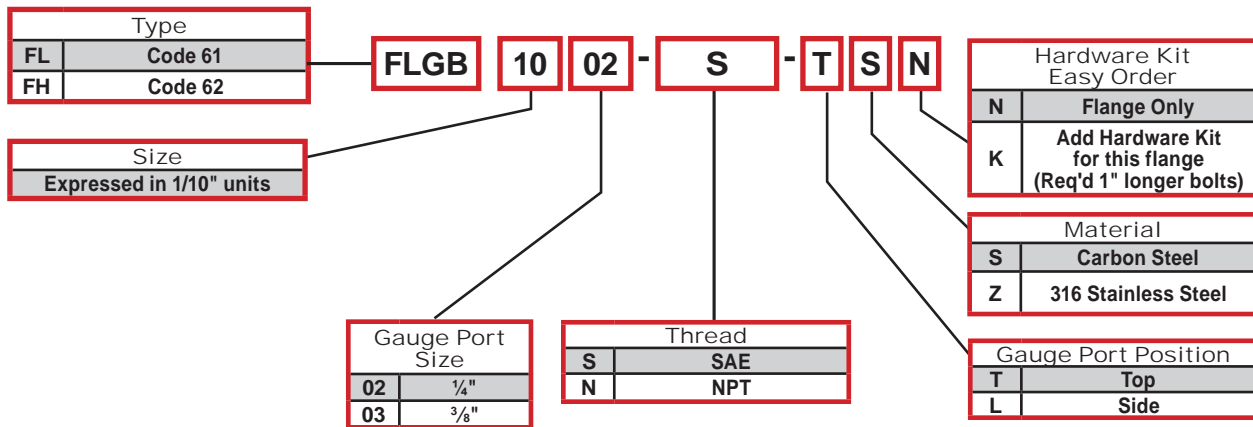 Type
FL Code 61
FH Code 62
FLGB 10 02 - S - T S N
Hardware Kit
Easy Order
N Flange Only
K Add Hardware Kit
for this flange
(Req'd 1" longer bolts)
Size
Expressed in 1/10" units
Material
S Carbon Steel
Z 316 Stainless Steel
Gauge Port
Size
02 ¼"
03 ⅜"
Thread
S SAE
N NPT
Gauge Port Position
T Top
L Side